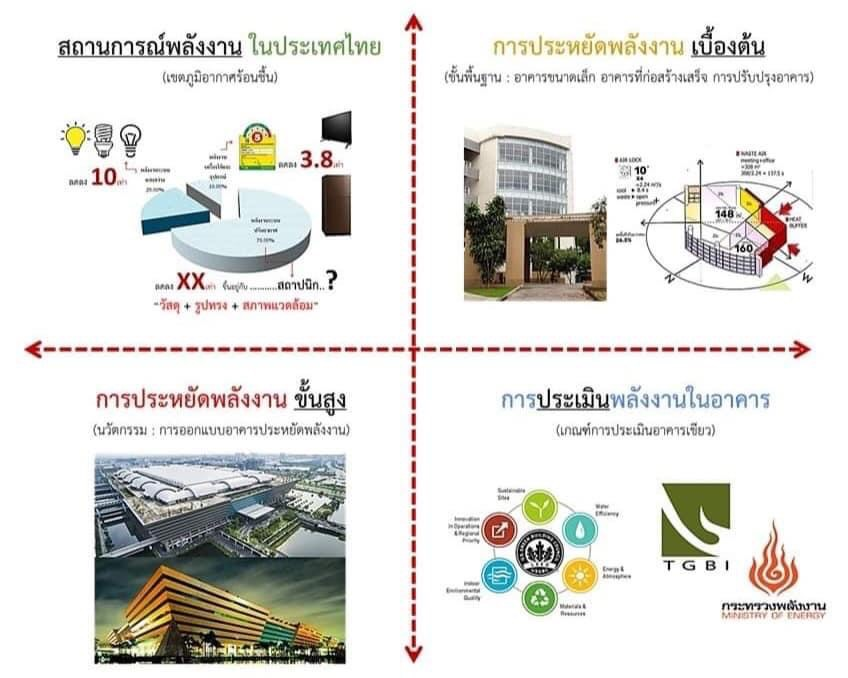 สถานการณ์พลังงาน ในประเทศไทย
(เขตภูมิอากาศร้อนชื้น)
5
ลดลง 10 เท่า
ลดลง 3.8 เท่า
20.00%
70.00%
ลดลง XX เท่า ขึ้นอยู่กับ ...........สถาปนิก..?
"วัสดุ + รูปทรง + สภาพแวดล้อม"
การประหยัดพลังงาน เบื้องต้น
(ขั้นพื้นฐาน : อาคารขนาดเล็ก อาคารที่ก่อสร้างเสร็จ การปรับปรุงอาคาร)
AIR LOCK
10
WASTE AIR
meeting+office
148
160
HEAT
BUFFER
N
W
การประหยัดพลังงาน ขั้นสูง
(นวัตกรรม : การออกแบบอาคารประหยัดพลังงาน)
การประเมินพลังงานในอาคาร
(เกณฑ์การประเมินอาคารเขียว)
Sustainable
Sites
Water
Efficiency
Innovation
in Operations
& Regional
Priority
Energy &
Atmosphere
Indoor
Environmental
Quality
Materials &
Resources
TGBI
กระทรวงพลังงาน
MINISTRY OF ENERGY